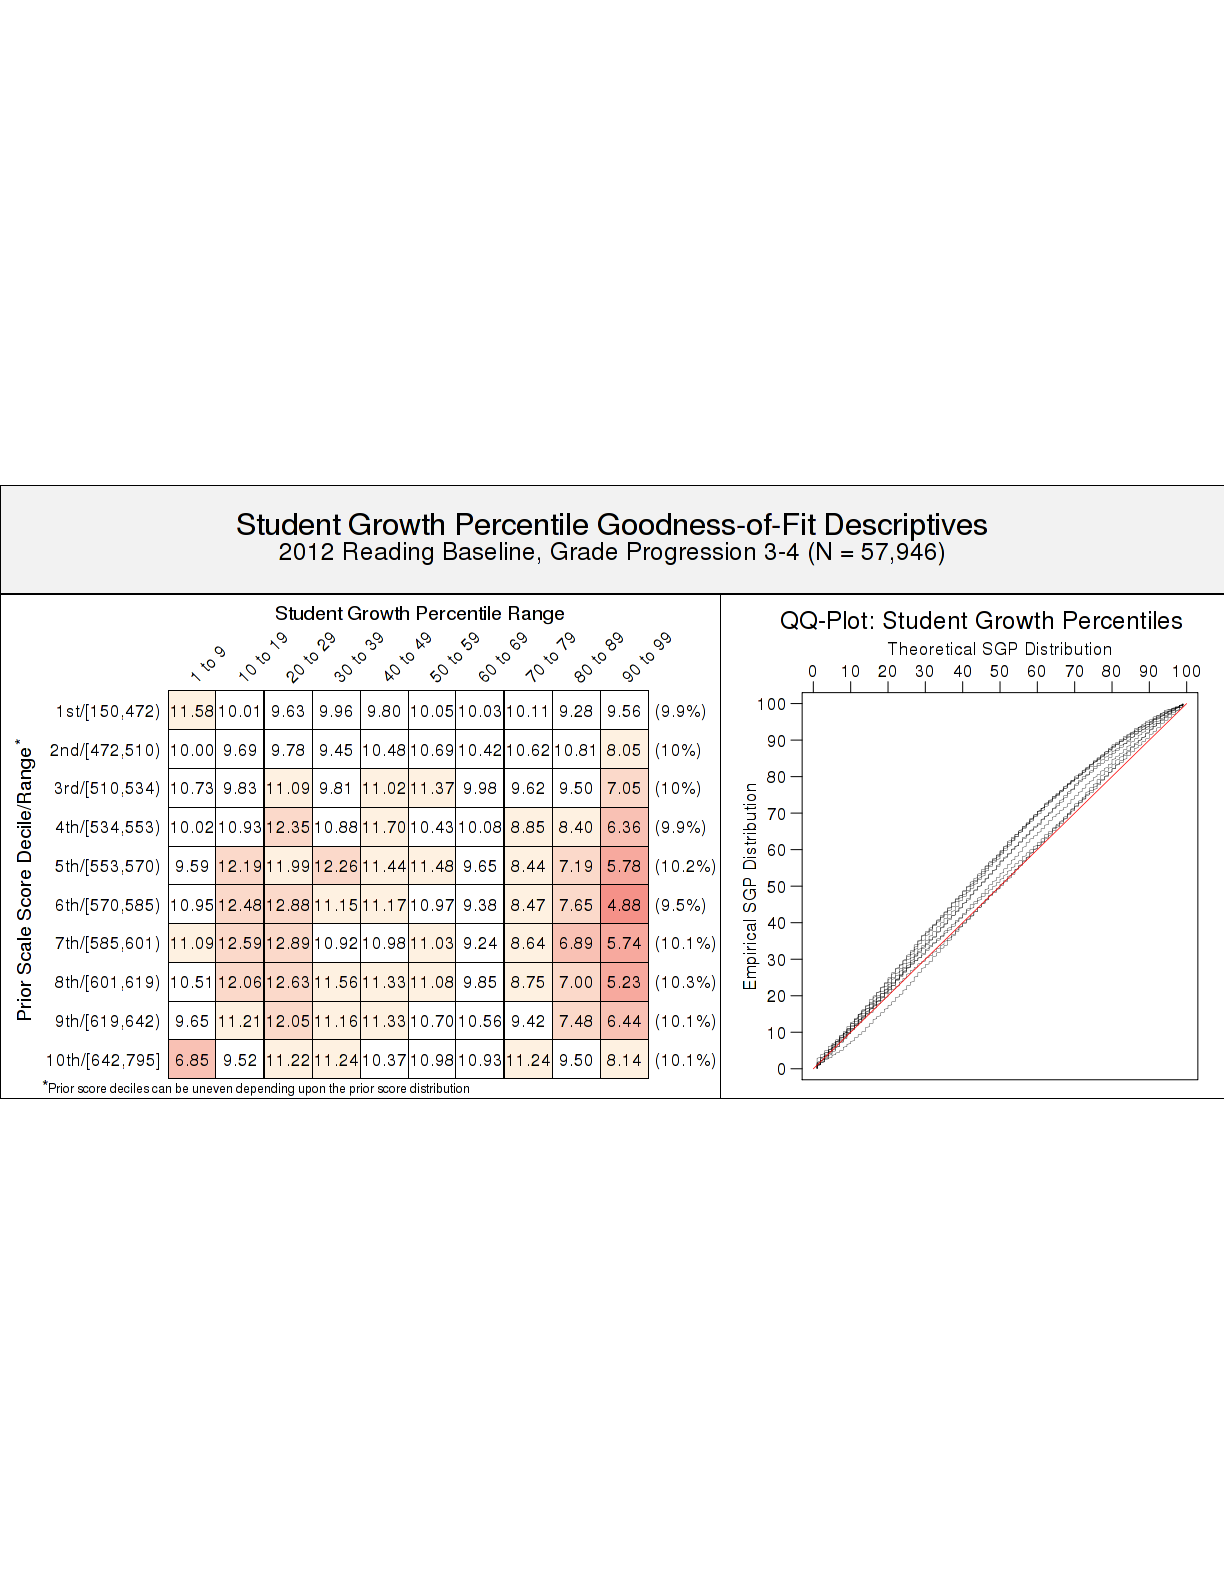 Student Growth Percentile Goodness-of-Fit Descriptives
2012 Reading Baseline, Grade Progression 3-4 (N = 57,946)
Student Growth Percentile Range
1 to 9 10 to 19 20 to 29 30 to 39 40 to 49 50 to 59 60 to 69 70 to 79 80 to 89 90 to 99
Prior Scale Score Decile/Range*
1st/[150,472) 11.58 10.01 9.63 9.96 9.80 10.05 10.03 10.11 9.28 9.56 (9.9%)
2nd/[472,510) 10.00 9.69 9.78 9.45 10.48 10.69 10.42 10.62 10.81 8.05 (10%)
3rd/[510,534) 10.73 9.83 11.09 9.81 11.02 11.37 9.98 9.62 9.50 7.05 (10%)
4th/[534,553) 10.02 10.93 12.35 10.88 11.70 10.43 10.08 8.85 8.40 6.36 (9.9%)
5th/[553,570) 9.59 12.19 11.99 12.26 11.44 11.48 9.65 8.44 7.19 5.78 (10.2%)
6th/[570,585) 10.95 12.48 12.88 11.15 11.17 10.97 9.38 8.47 7.65 4.88 (9.5%)
7th/[585,601) 11.09 12.59 12.89 10.92 10.98 11.03 9.24 8.64 6.89 5.74 (10.1%)
8th/[601,619) 10.51 12.06 12.63 11.56 11.33 11.08 9.85 8.75 7.00 5.23 (10.3%)
9th/[619,642) 9.65 11.21 12.05 11.16 11.33 10.70 10.56 9.42 7.48 6.44 (10.1%)
10th/[642,795] 6.85 9.52 11.22 11.24 10.37 10.98 10.93 11.24 9.50 8.14 (10.1%)
*Prior score deciles can be uneven depending upon the prior score distribution
QQ-Plot: Student Growth Percentiles
Theoretical SGP Distribution
0 10 20 30 40 50 60 70 80 90 100
Empirical SGP Distribution
100
90
80
70
60
50
40
30
20
10
0